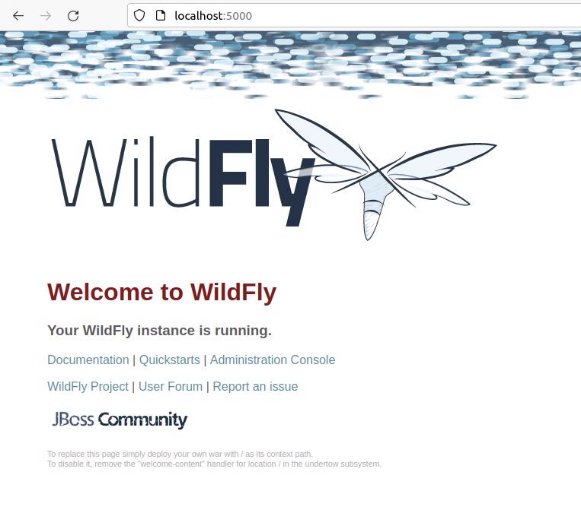 localhost:5000
WildFly
Welcome to WildFly
Your WildFly instance is running.
Documentation | Quickstarts | Administration Console
WildFly Project | User Forum | Report an issue
JBoss Community
To replace this page simply deploy your own war with / as its context path.
To disable it, remove the "welcome-content" handler for location / in the undertow subsystem.